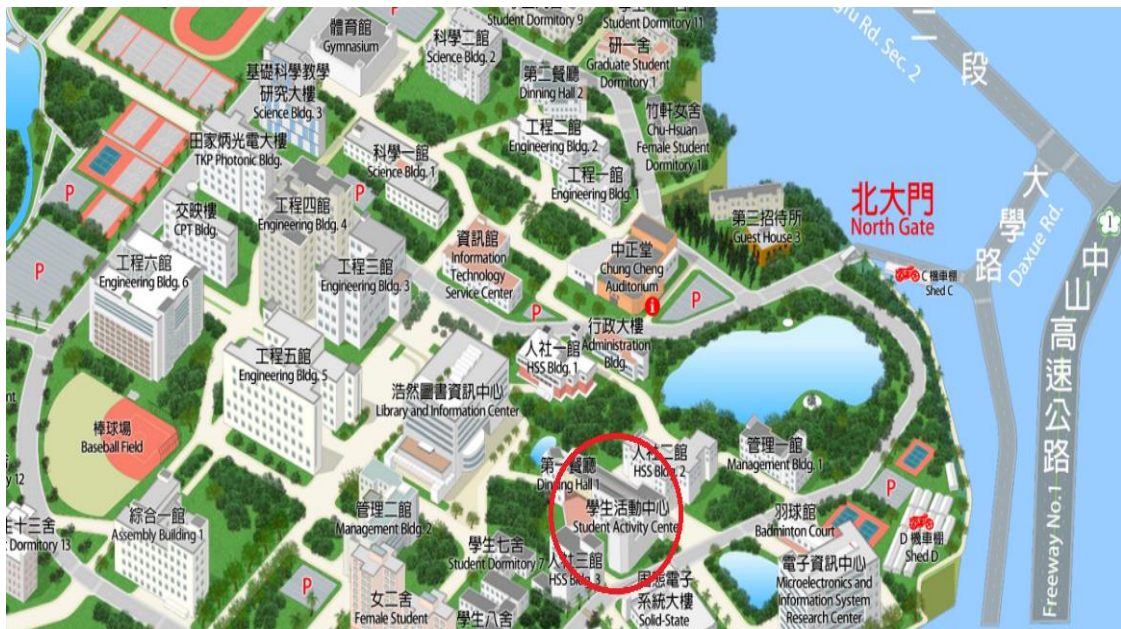 Student Dormitory 9
Student Dormitory 11
體育館
Gymnasium
科學二館
Science Bldg. 2
研一舍
Graduate Student
Dormitory 1
第二餐廳
Dinning Hall 2
基礎科學教學
研究大樓
Science Bldg. 3
竹軒女舍
Chu-Hsuan
Female Student
Dormitory 1
Rd. Sec. 2
二段
田家炳光電大樓
TKP Photonic Bldg.
科學一館
Science Bldg. 1
工程二館
Engineering Bldg. 2
工程一館
Engineering Bldg. 1
P
P
P
交映樓
CPT Bldg.
工程四館
Engineering Bldg. 4
資訊館
Information
Technology
Service Center
中正堂
Chung Cheng
Auditorium
第三招待所
Guest House 3
北大門
North Gate
大學路
Daxue Rd.
1
C 機車棚
Shed C
P
工程六館
Engineering Bldg. 6
工程三館
Engineering Bldg. 3
P
P
i
行政大樓
Administration
Bldg.
人社一館
HSS Bldg. 1
工程五館
Engineering Bldg. 5
浩然圖書資訊中心
Library and Information Center
中山高速公路
Freeway No.1
棒球場
Baseball Field
第一餐廳
Dinning Hall 1
人社二館
HSS Bldg. 2
管理一館
Management Bldg. 1
P
y 12
綜合一館
Assembly Building 1
管理二館
Management Bldg.2
學生活動中心
Student Activity Center
羽球館
Badminton Court
D 機車棚
Shed D
生十三舍
t Dormitory 13
學生七舍
Student Dormitory 7
人社三館
HSS Bldg. 3
固態電子
系統大樓
Solid-State
電子資訊中心
Microelectronics and
Information System
Research Center
P
女二舍
Female Student
學生八舍